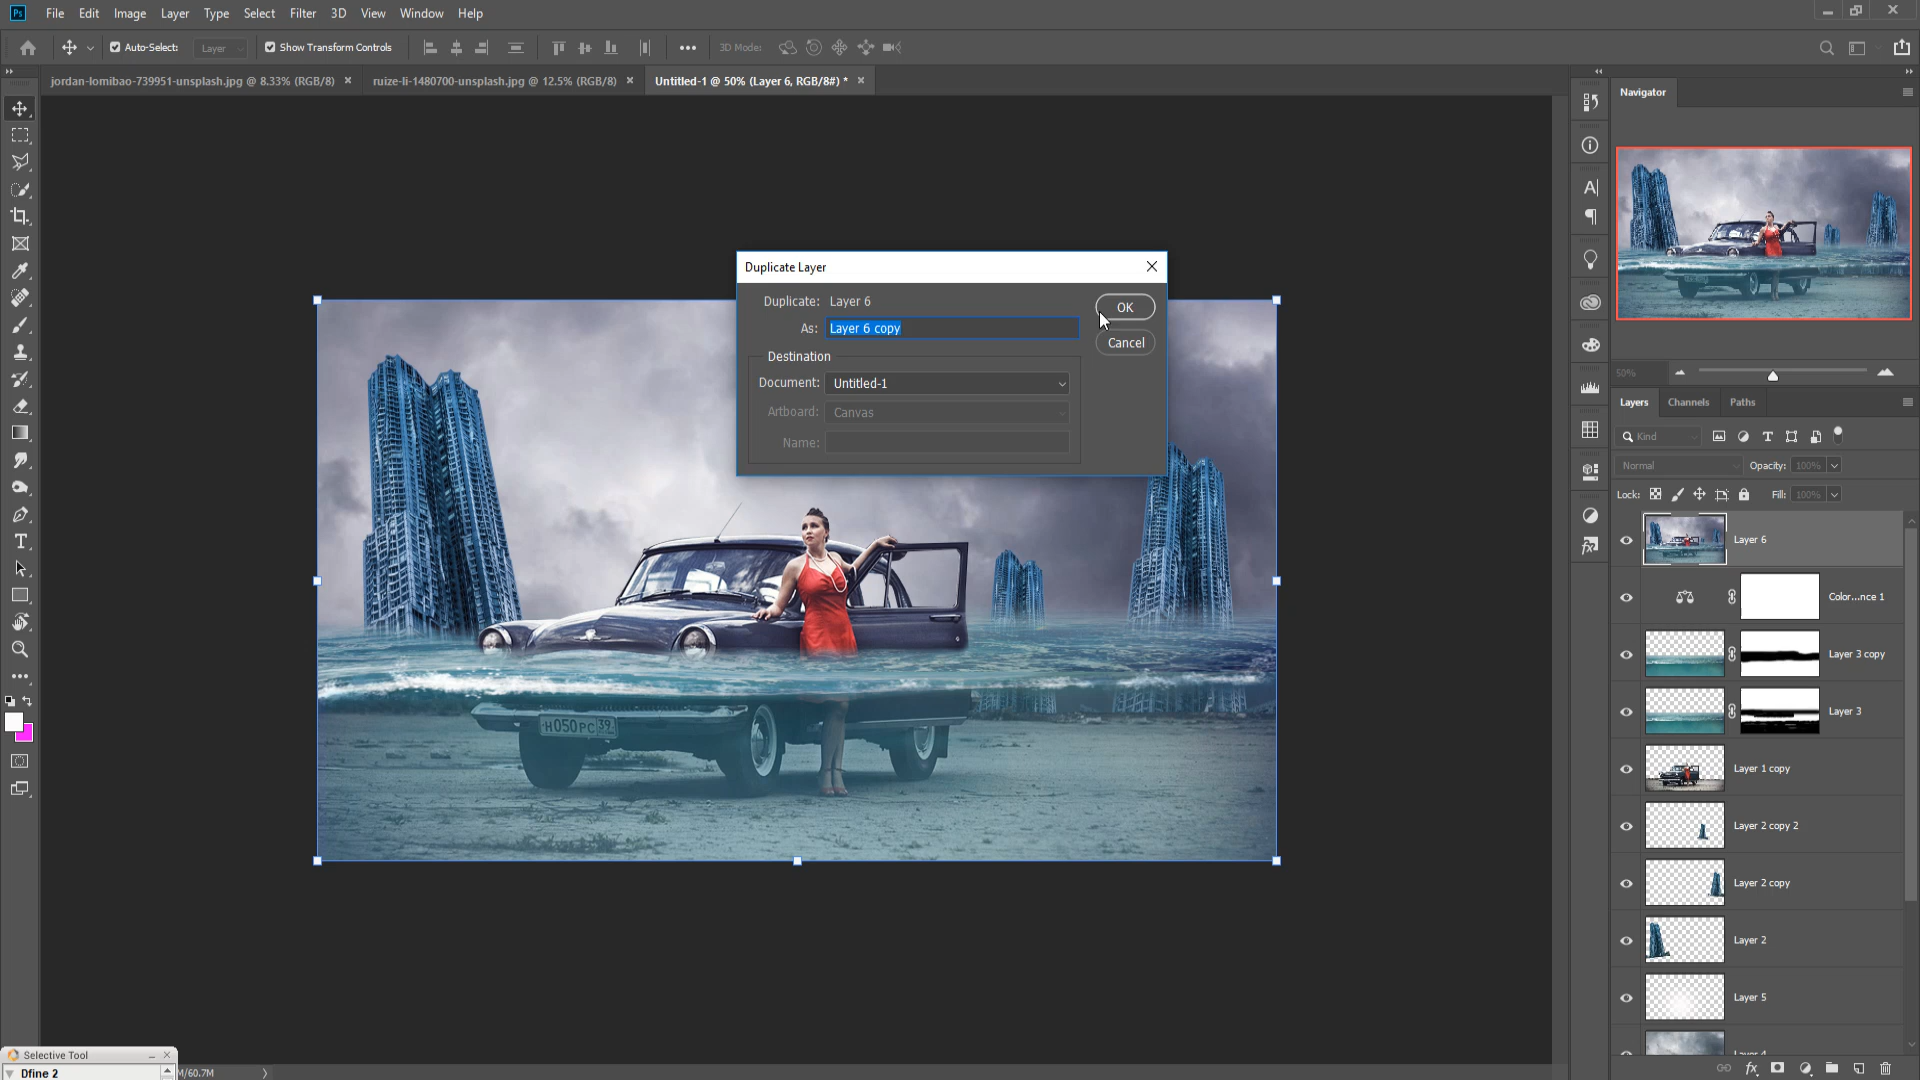 Ps File Edit Image Layer Type Select Filter 3D View Window Help
Auto-Select: Layer Show Transform Controls 3D Mode:
jordan-lomibao-739951-unsplash.jpg @ 8.33% (RGB/8) × ruize-li-1480700-unsplash.jpg @ 12.5% (RGB/8) × Untitled-1 @ 50% (Layer 6, RGB/8#) * ×
Navigator
Duplicate Layer
Duplicate: Layer 6
OK
As: Layer 6 copy
Cancel
Destination
Document: Untitled-1
Artboard: Canvas
Name:
50%
Layers Channels Paths
Kind
Normal Opacity: 100%
Lock: Fill: 100%
Layer 6
Color...nce 1
Layer 3 copy
Layer 3
Layer 1 copy
Layer 2 copy 2
Layer 2 copy
Layer 2
Layer 5
Layer 4
Н050РС 39
Selective Tool
Dfine 2
M/60.7M